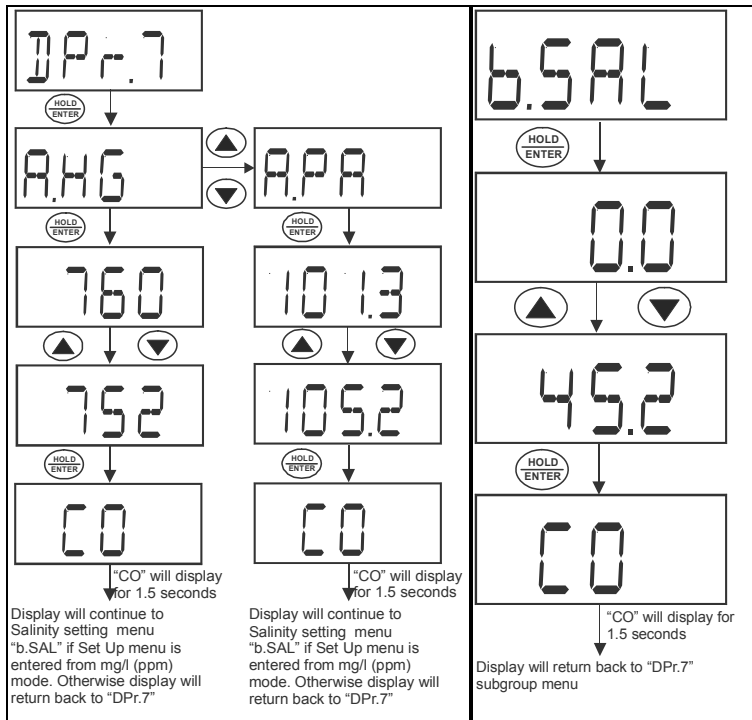 DPr.7
HOLD
ENTER
A.HG
HOLD
ENTER
760
752
HOLD
ENTER
CO
"CO" will display
for 1.5 seconds
Display will continue to
Salinity setting menu
"b.SAL" if Set Up menu is
entered from mg/l (ppm)
mode. Otherwise display will
return back to "DPr.7"
A.PA
HOLD
ENTER
101.3
105.2
HOLD
ENTER
CO
"CO" will display
for 1.5 seconds
Display will continue to
Salinity setting menu
"b.SAL" if Set Up menu is
entered from mg/l (ppm)
mode. Otherwise display will
return back to "DPr.7"
b.SAL
HOLD
ENTER
0.0
45.2
HOLD
ENTER
CO
"CO" will display for
1.5 seconds
Display will return back to "DPr.7"
subgroup menu